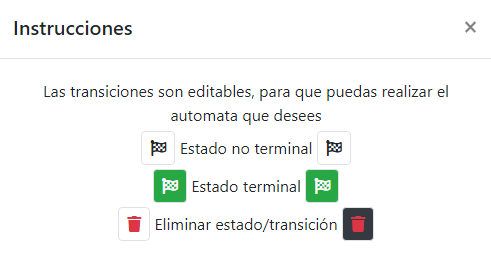 Instrucciones ×
Las transiciones son editables, para que puedas realizar el
automata que desees
Estado no terminal
Estado terminal
Eliminar estado/transición